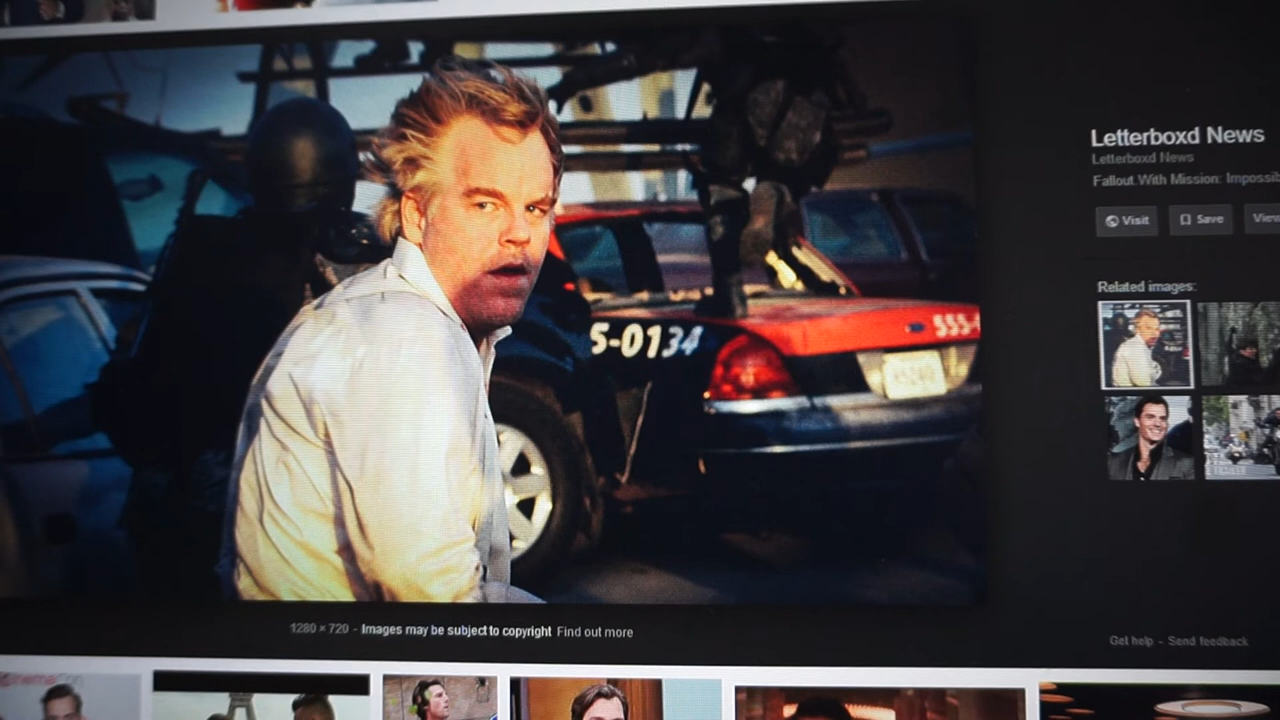 Letterboxd News
Letterboxd News
Fallout With Mission: Impossib
Visit
Save
View
Related images:
5-0134
555-
1280 × 720 - Images may be subject to copyright Find out more
Get help - Send feedback